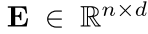 𝐄 ∈ ℝ^{n×d}